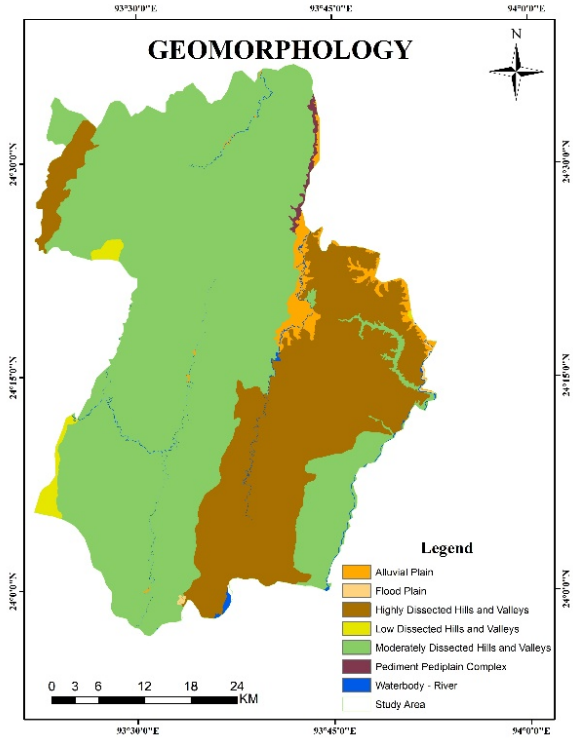 93°30'0"E 93°45'0"E 94°0'0"E
GEOMORPHOLOGY
N
24°30'0"N 24°30'0"N
24°15'0"N 24°15'0"N
24°0'0"N 24°0'0"N
Legend
Alluvial Plain
Flood Plain
Highly Dissected Hills and Valleys
Low Dissected Hills and Valleys
Moderately Dissected Hills and Valleys
Pediment Pediplain Complex
Waterbody - River
Study Area
0 3 6 12 18 24
KM
93°30'0"E 93°45'0"E 94°0'0"E